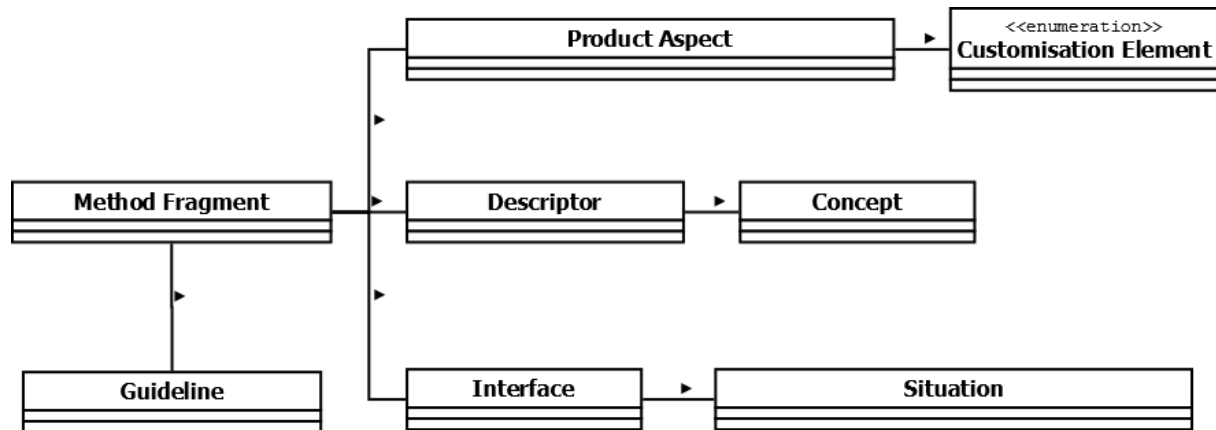 Product Aspect
<<enumeration>>
Customisation Element
Method Fragment
Descriptor
Concept
Guideline
Interface
Situation